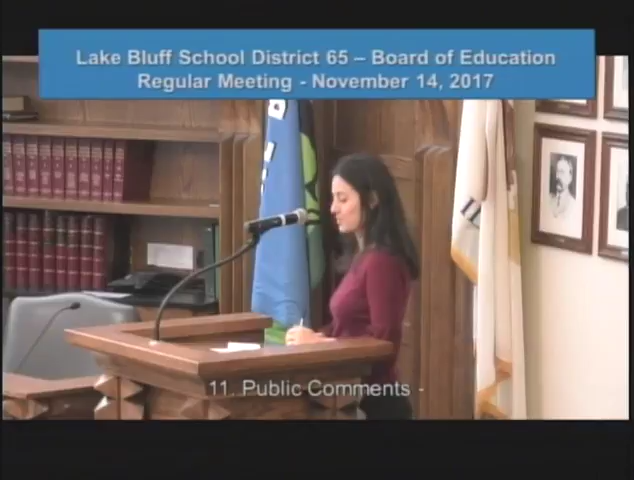 Lake Bluff School District 65 – Board of Education
Regular Meeting - November 14, 2017
11. Public Comments -